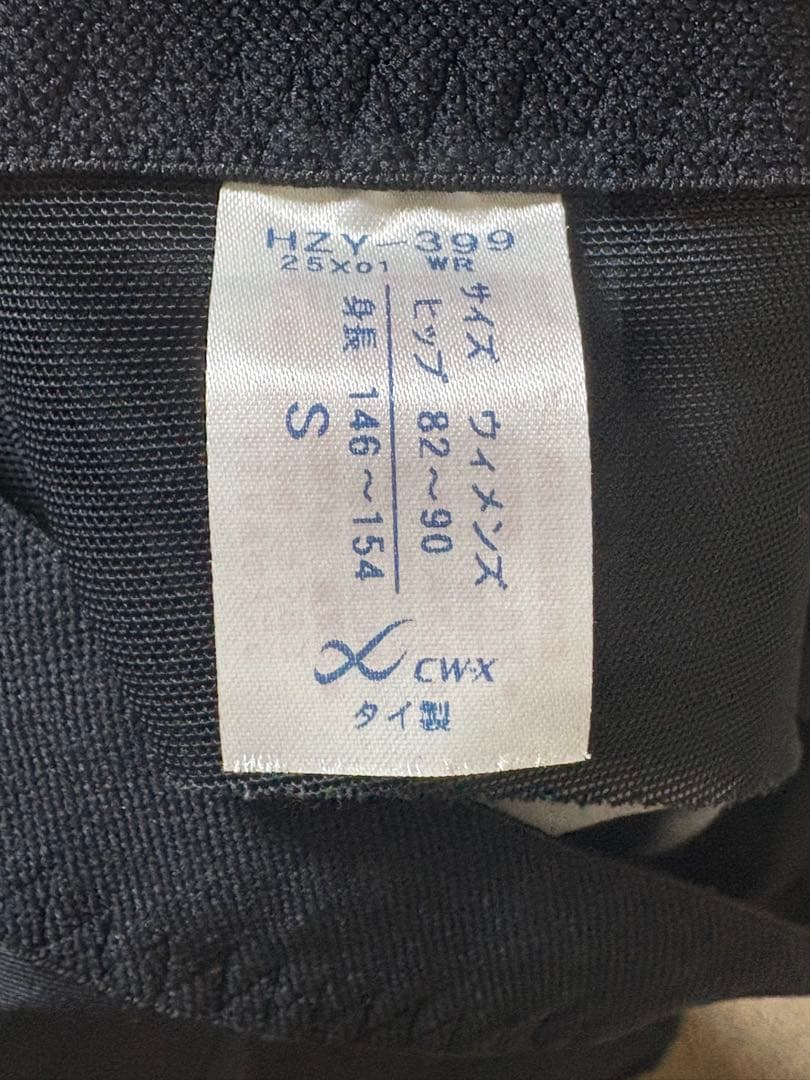 HZY-399
25X01 WR
サイズ ウィメンズ
ヒップ 82～90
身長 146～154
S
CW-X
タイ製